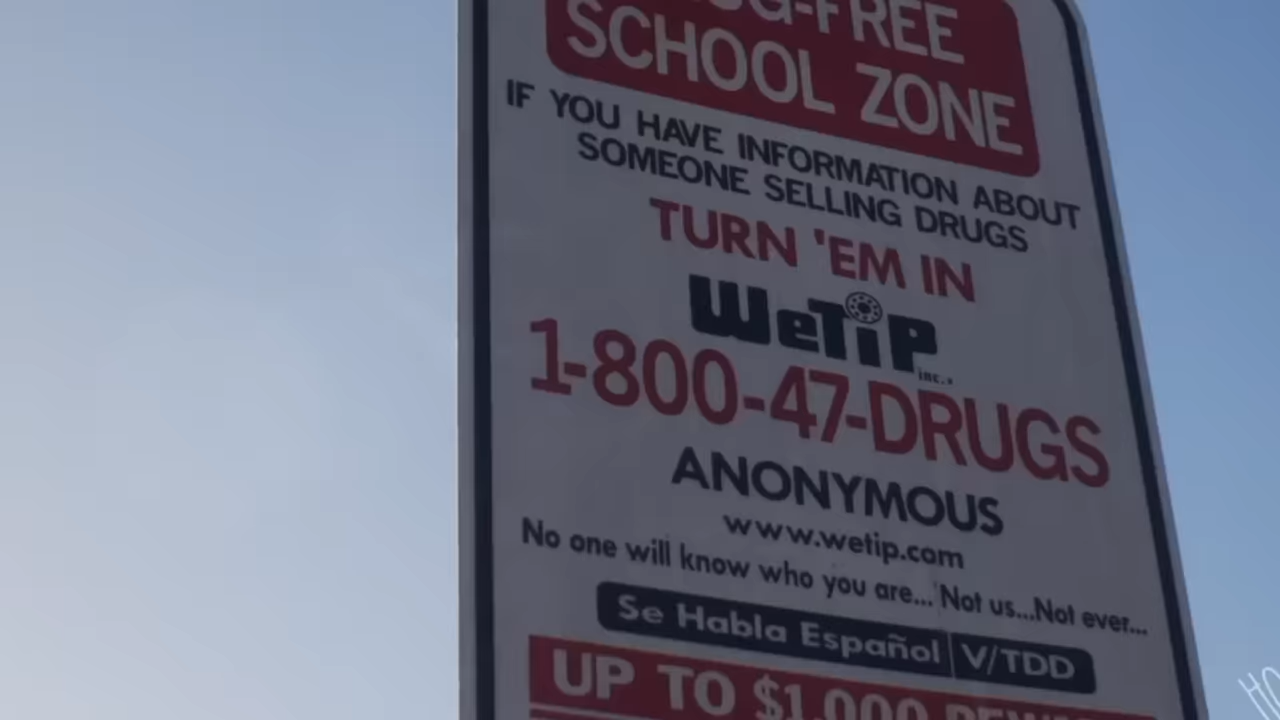 SCHOOL ZONE
IF YOU HAVE INFORMATION ABOUT
SOMEONE SELLING DRUGS
TURN 'EM IN
WeTiP
inc.
1-800-47-DRUGS
ANONYMOUS
www.wetip.com
No one will know who you are... Not us...Not ever...
Se Habla Español V/TDD
UP TO $1,000